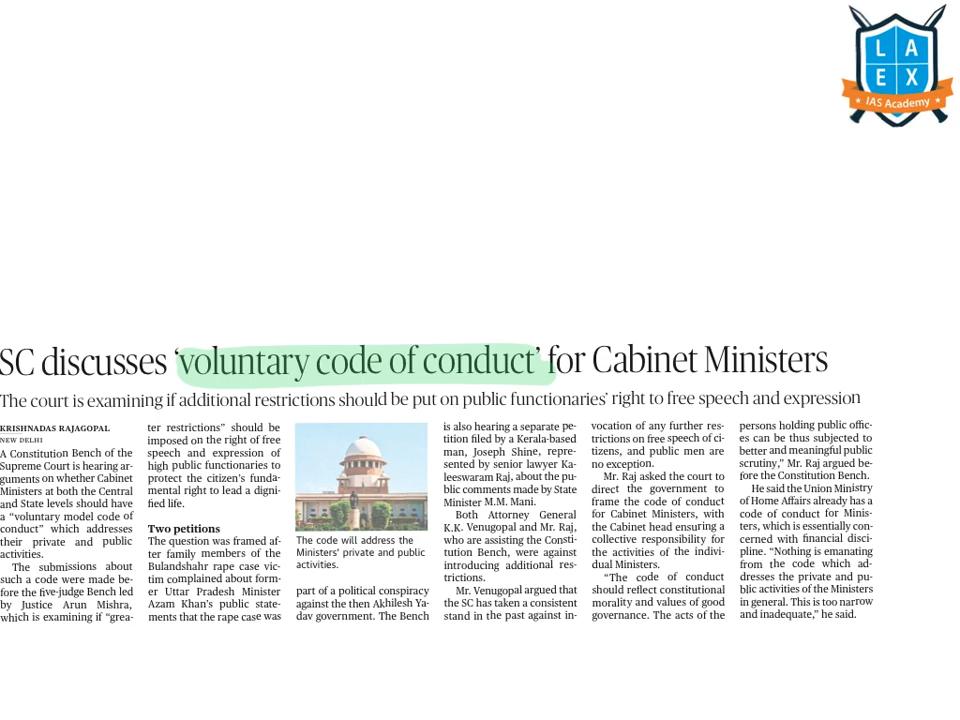 L A
E X
IAS Academy
SC discusses ‘voluntary code of conduct’ for Cabinet Ministers
The court is examining if additional restrictions should be put on public functionaries’ right to free speech and expression
KRISHNADAS RAJAGOPAL
NEW DELHI
A Constitution Bench of the
Supreme Court is hearing ar-
guments on whether Cabinet
Ministers at both the Central
and State levels should have
a “voluntary model code of
conduct” which addresses
their private and public
activities.
The submissions about
such a code were made be-
fore the five-judge Bench led
by Justice Arun Mishra,
which is examining if “grea-
ter restrictions” should be
imposed on the right of free
speech and expression of
high public functionaries to
protect the citizen’s funda-
mental right to lead a digni-
fied life.
Two petitions
The question was framed af-
ter family members of the
Bulandshahr rape case vic-
tim complained about form-
er Uttar Pradesh Minister
Azam Khan’s public state-
ments that the rape case was
The code will address the
Ministers’ private and public
activities.
part of a political conspiracy
against the then Akhilesh Ya-
dav government. The Bench
is also hearing a separate pe-
tition filed by a Kerala-based
man, Joseph Shine, repre-
sented by senior lawyer Ka-
leeswaram Raj, about the pu-
blic comments made by State
Minister M.M. Mani.
Both Attorney General
K.K. Venugopal and Mr. Raj,
who are assisting the Consti-
tution Bench, were against
introducing additional res-
trictions.
Mr. Venugopal argued that
the SC has taken a consistent
stand in the past against in-
vocation of any further res-
trictions on free speech of ci-
tizens, and public men are
no exception.
Mr. Raj asked the court to
direct the government to
frame the code of conduct
for Cabinet Ministers, with
the Cabinet head ensuring a
collective responsibility for
the activities of the indivi-
dual Ministers.
“The code of conduct
should reflect constitutional
morality and values of good
governance. The acts of the
persons holding public offic-
es can be thus subjected to
better and meaningful public
scrutiny,” Mr. Raj argued be-
fore the Constitution Bench.
He said the Union Ministry
of Home Affairs already has a
code of conduct for Minis-
ters, which is essentially con-
cerned with financial disci-
pline. “Nothing is emanating
from the code which ad-
dresses the private and pu-
blic activities of the Ministers
in general. This is too narrow
and inadequate,” he said.